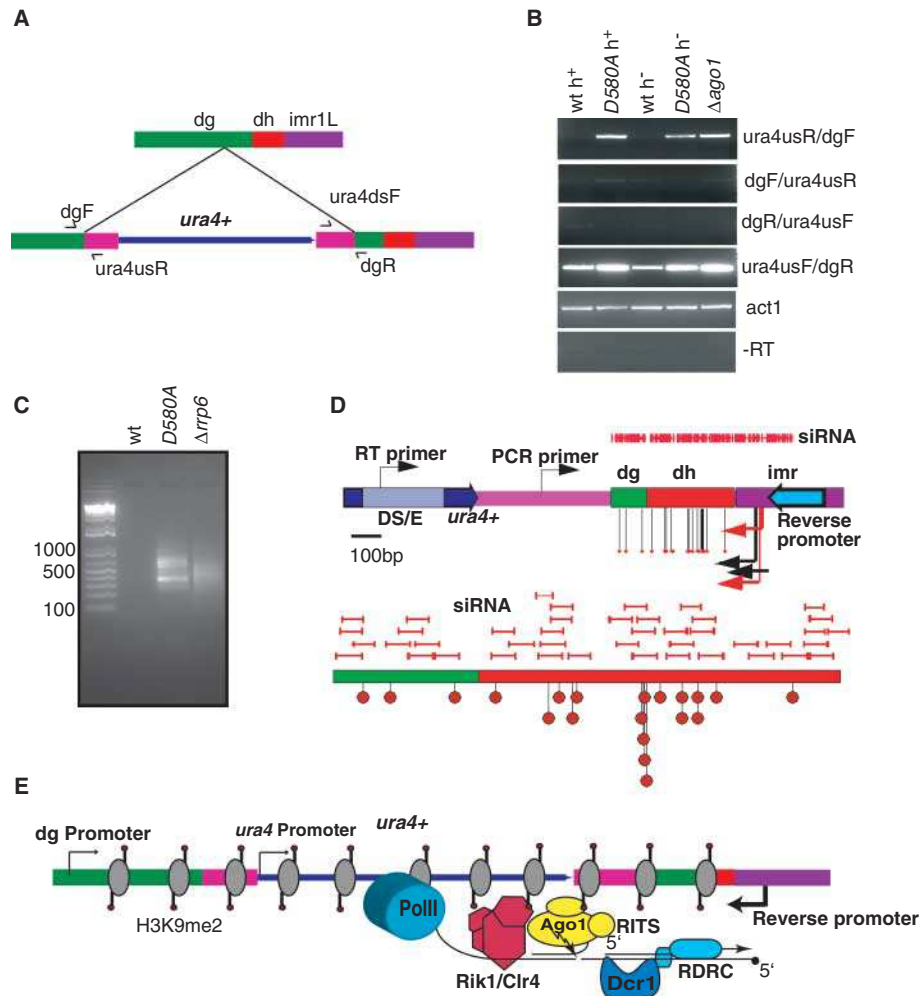 A
dg
dh
imr1L
dgF
ura4+
ura4dsF
ura4usR
dgR
B
wt h+
D580A h+
wt h-
D580A h-
Δago1
ura4usR/dgF
dgF/ura4usR
dgR/ura4usF
ura4usF/dgR
act1
-RT
C
wt
D580A
Δrrp6
1000
500
100
D
siRNA
RT primer
PCR primer
dg
dh
imr
DS/E
ura4+
Reverse
promoter
100bp
siRNA
E
dg Promoter
ura4 Promoter
ura4+
H3K9me2
PolII
Ago1
RITS
Reverse promoter
5‘
Rik1/Clr4
Dcr1
RDRC
5‘